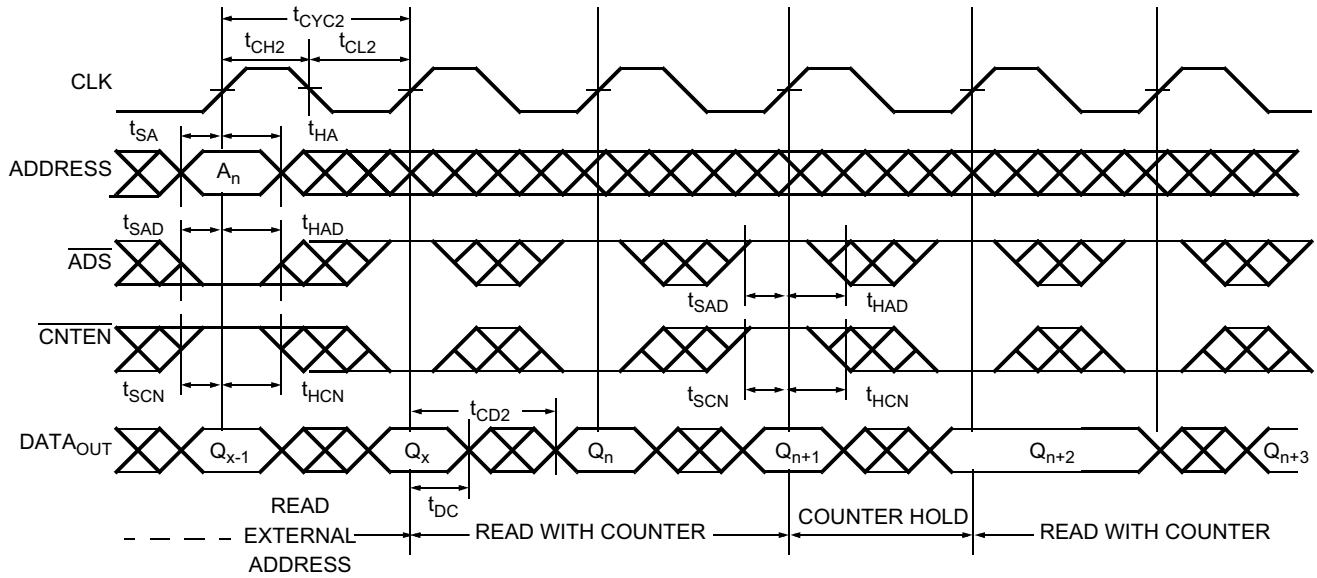 tCYC2
tCH2
tCL2
CLK
tSA
tHA
ADDRESS
An
tSAD
tHAD
ADS
tSAD
tHAD
CNTEN
tSCN
tHCN
tSCN
tHCN
tCD2
DATAOUT
Qx-1
Qx
Qn
Qn+1
Qn+2
Qn+3
tDC
READ
EXTERNAL
ADDRESS
READ WITH COUNTER
COUNTER HOLD
READ WITH COUNTER